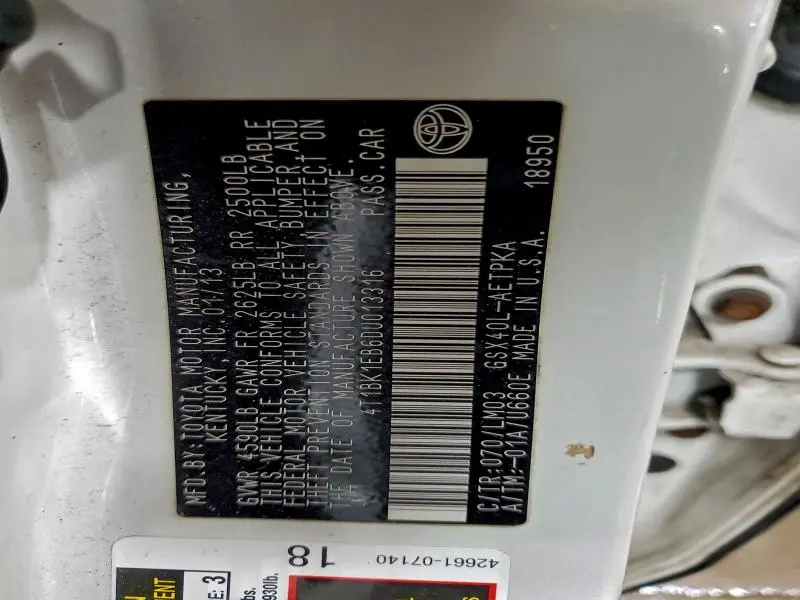 MFD.BY:TOYOTA MOTOR MANUFACTURING,
KENTUCKY, INC. 01/13
GVWR 4590LB GAWR FR 2625LB RR 2500LB
THIS VEHICLE CONFORMS TO ALL APPLICABLE
FEDERAL MOTOR VEHICLE SAFETY, BUMPER,AND
THEFT PREVENTION STANDARDS IN EFFECT ON
THE DATE OF MANUFACTURE SHOWN ABOVE.
4T1BK1EB6DU013316 PASS.CAR
C/TR:070/LM03 GSX40L-AETPKA
A/TM:-01A/U660E MADE IN U.S.A. 18950
42661-07140
18
E: 3
930lb.